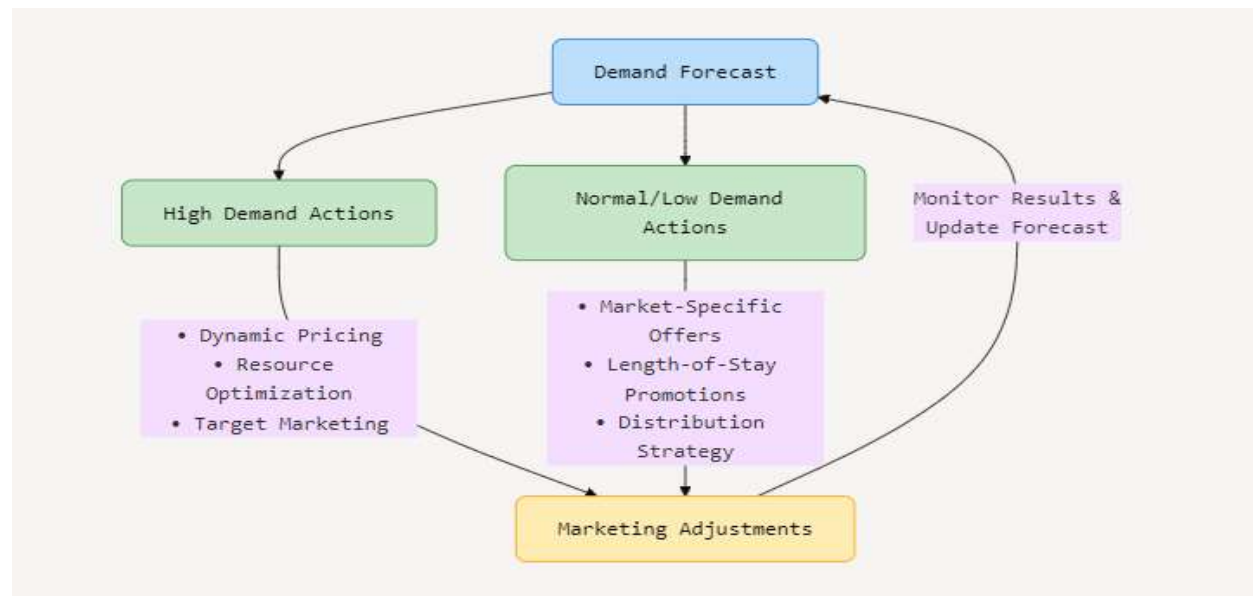 Demand Forecast
High Demand Actions
Normal/Low Demand
Actions
Monitor Results &
Update Forecast
• Dynamic Pricing
• Resource
Optimization
• Target Marketing
• Market-Specific
Offers
• Length-of-Stay
Promotions
• Distribution
Strategy
Marketing Adjustments